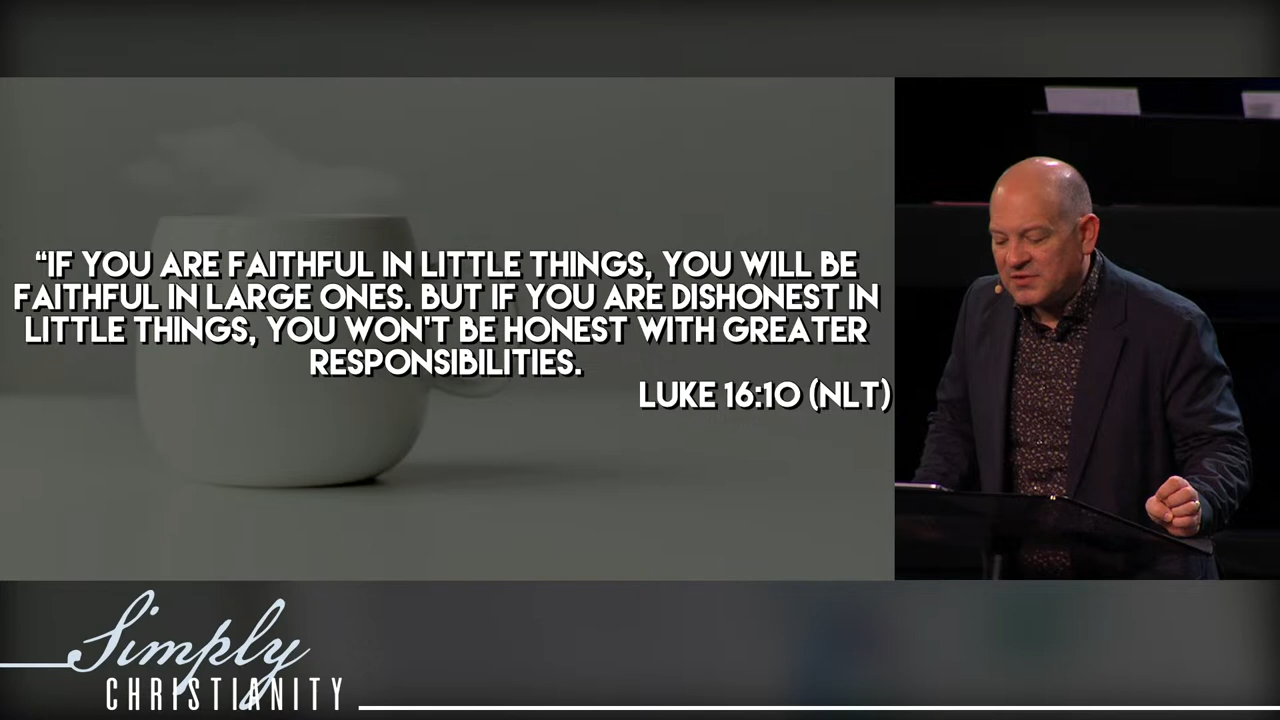 “IF YOU ARE FAITHFUL IN LITTLE THINGS, YOU WILL BE
FAITHFUL IN LARGE ONES. BUT IF YOU ARE DISHONEST IN
LITTLE THINGS, YOU WON'T BE HONEST WITH GREATER
RESPONSIBILITIES.
LUKE 16:10 (NLT)
Simply
CHRISTIANITY